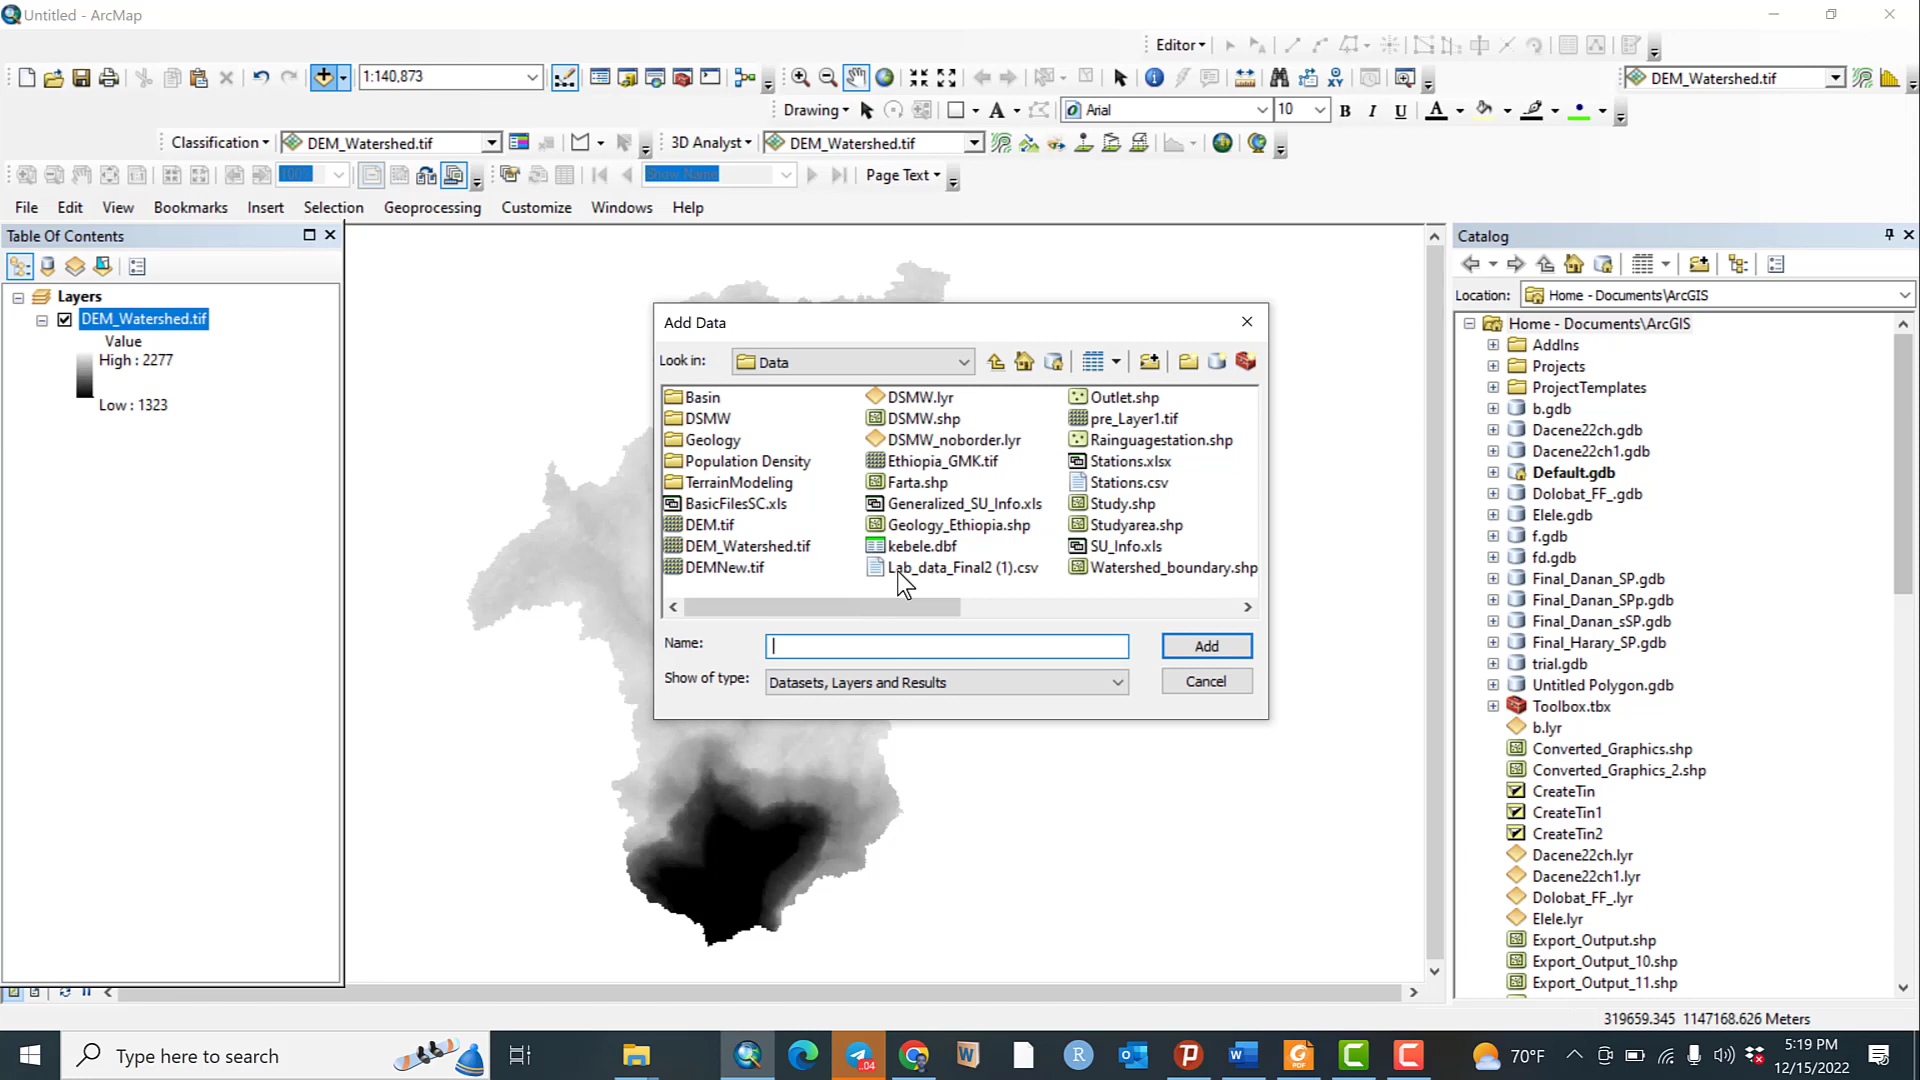 Untitled - ArcMap
Editor
1:140,873
DEM_Watershed.tif
Drawing
A
Arial
10
B I U A
Classification
DEM_Watershed.tif
3D Analyst
DEM_Watershed.tif
100%
Show Name
Page Text
File Edit View Bookmarks Insert Selection Geoprocessing Customize Windows Help
Table Of Contents
Layers
DEM_Watershed.tif
Value
High : 2277
Low : 1323
Add Data
Look in:
Data
Basin
DSMW
Geology
Population Density
TerrainModeling
BasicFilesSC.xls
DEM.tif
DEM_Watershed.tif
DEMNew.tif
DSMW.lyr
DSMW.shp
DSMW_noborder.lyr
Ethiopia_GMK.tif
Farta.shp
Generalized_SU_Info.xls
Geology_Ethiopia.shp
kebele.dbf
Lab_data_Final2 (1).csv
Outlet.shp
pre_Layer1.tif
Rainguagestation.shp
Stations.xlsx
Stations.csv
Study.shp
Studyarea.shp
SU_Info.xls
Watershed_boundary.shp
Name:
Add
Show of type:
Datasets, Layers and Results
Cancel
Catalog
Location:
Home - Documents\ArcGIS
Home - Documents\ArcGIS
AddIns
Projects
ProjectTemplates
b.gdb
Dacene22ch.gdb
Dacene22ch1.gdb
Default.gdb
Dolobat_FF_.gdb
Elele.gdb
f.gdb
fd.gdb
Final_Danan_SP.gdb
Final_Danan_SPp.gdb
Final_Danan_sSP.gdb
Final_Harary_SP.gdb
trial.gdb
Untitled Polygon.gdb
Toolbox.tbx
b.lyr
Converted_Graphics.shp
Converted_Graphics_2.shp
CreateTin
CreateTin1
CreateTin2
Dacene22ch.lyr
Dacene22ch1.lyr
Dolobat_FF_.lyr
Elele.lyr
Export_Output.shp
Export_Output_10.shp
Export_Output_11.shp
319659.345 1147168.626 Meters
Type here to search
.04
70°F
5:19 PM
12/15/2022